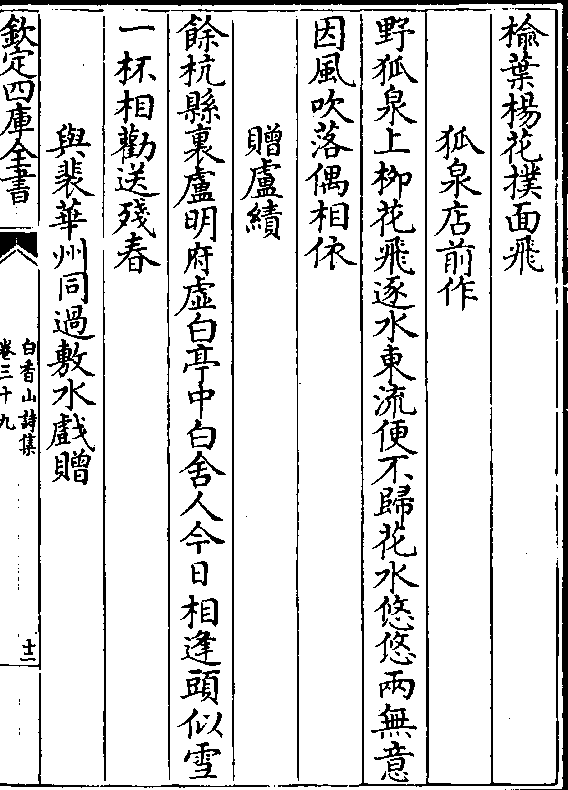 榆葉楊花撲面飛
狐泉店前作
野狐泉上柳花飛逐水東流便不歸花水悠悠兩無意
因風吹落偶相依
贈盧績
餘杭縣裏盧明府虛白亭中白舍人今日相逢頭似雪
一杯相勸送殘春
與裴華州同過敷水戲贈
欽定四庫全書
白香山詩集
卷三十九
十二